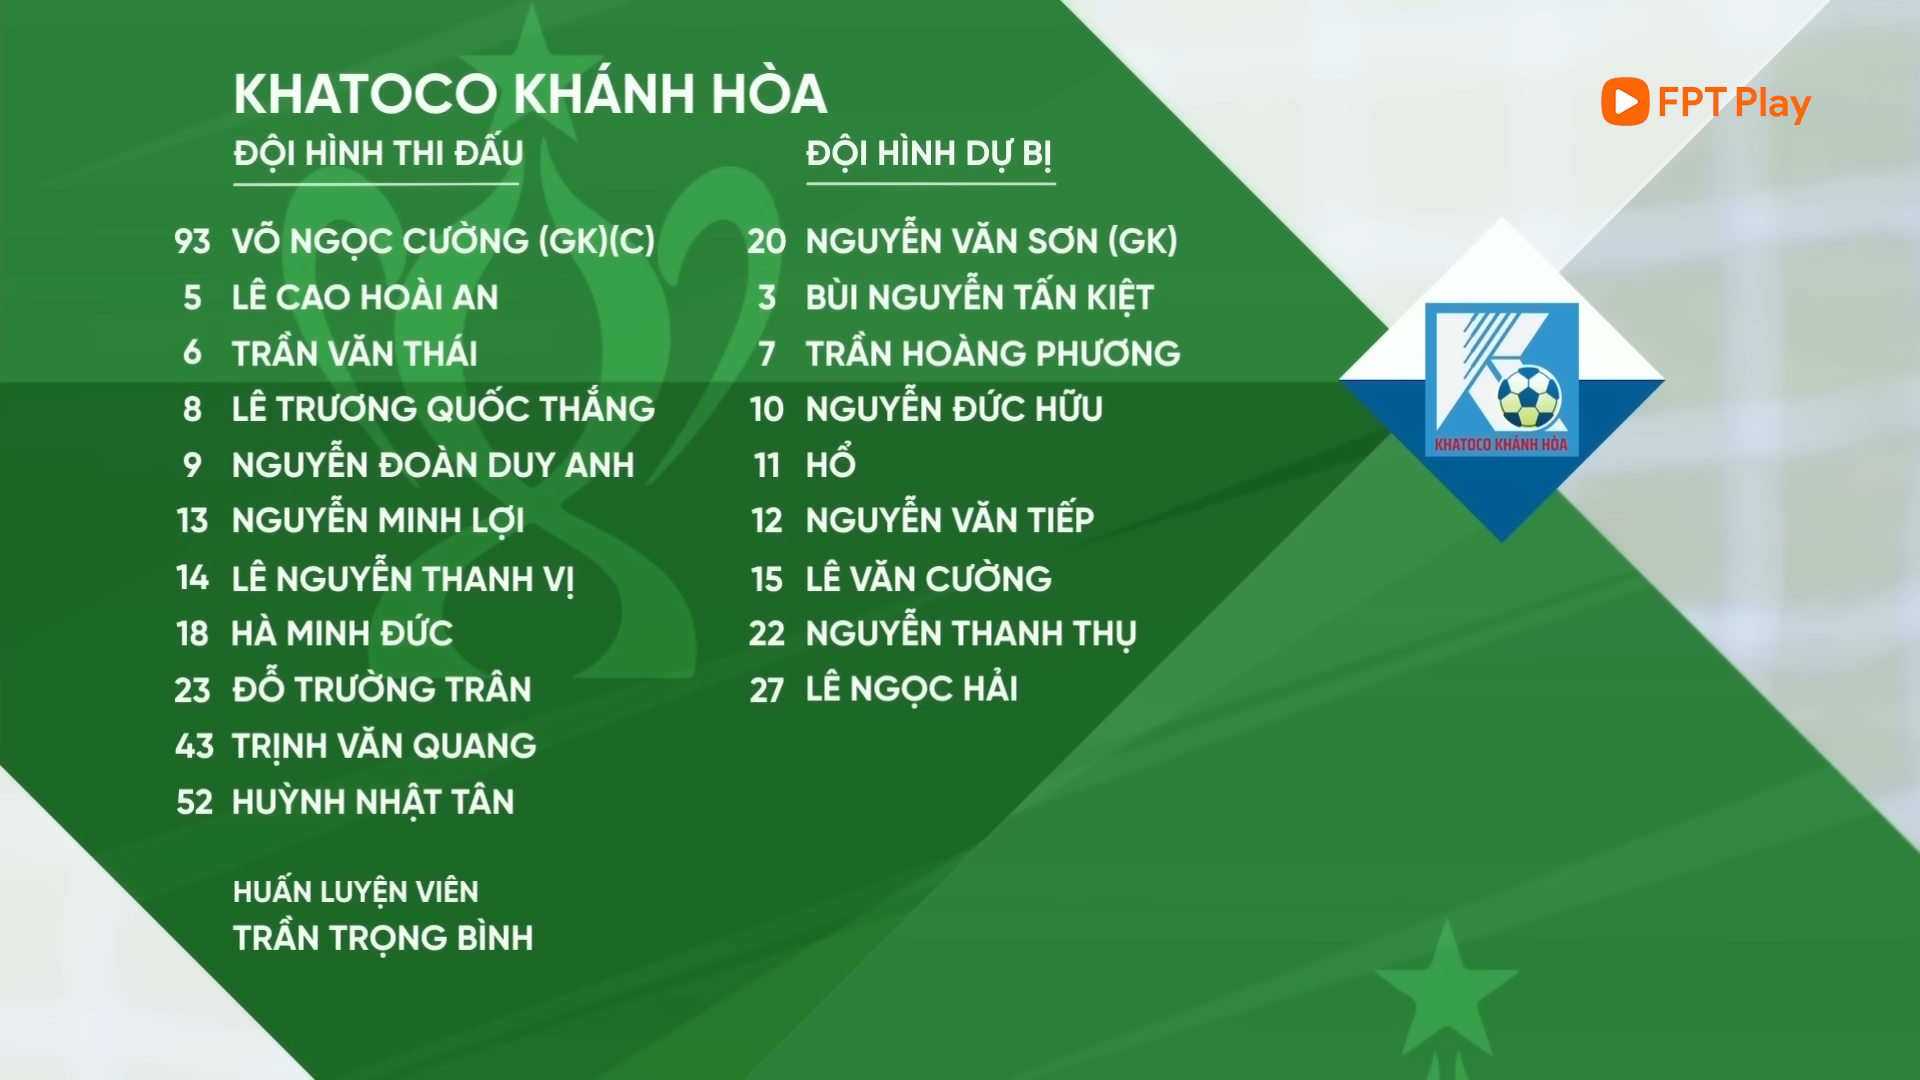 KHATOCO KHÁNH HÒA
ĐỘI HÌNH THI ĐẤU
93 VÕ NGỌC CƯỜNG (GK)(C)
5 LÊ CAO HOÀI AN
6 TRẦN VĂN THÁI
8 LÊ TRƯƠNG QUỐC THẮNG
9 NGUYỄN ĐOÀN DUY ANH
13 NGUYỄN MINH LỢI
14 LÊ NGUYỄN THANH VỊ
18 HÀ MINH ĐỨC
23 ĐỖ TRƯỜNG TRÂN
43 TRỊNH VĂN QUANG
52 HUỲNH NHẬT TÂN
HUẤN LUYỆN VIÊN
TRẦN TRỌNG BÌNH
ĐỘI HÌNH DỰ BỊ
20 NGUYỄN VĂN SƠN (GK)
3 BÙI NGUYỄN TẤN KIỆT
7 TRẦN HOÀNG PHƯƠNG
10 NGUYỄN ĐỨC HỮU
11 HỔ
12 NGUYỄN VĂN TIẾP
15 LÊ VĂN CƯỜNG
22 NGUYỄN THANH THỤ
27 LÊ NGỌC HẢI
FPT Play
KHATOCO KHÁNH HÒA